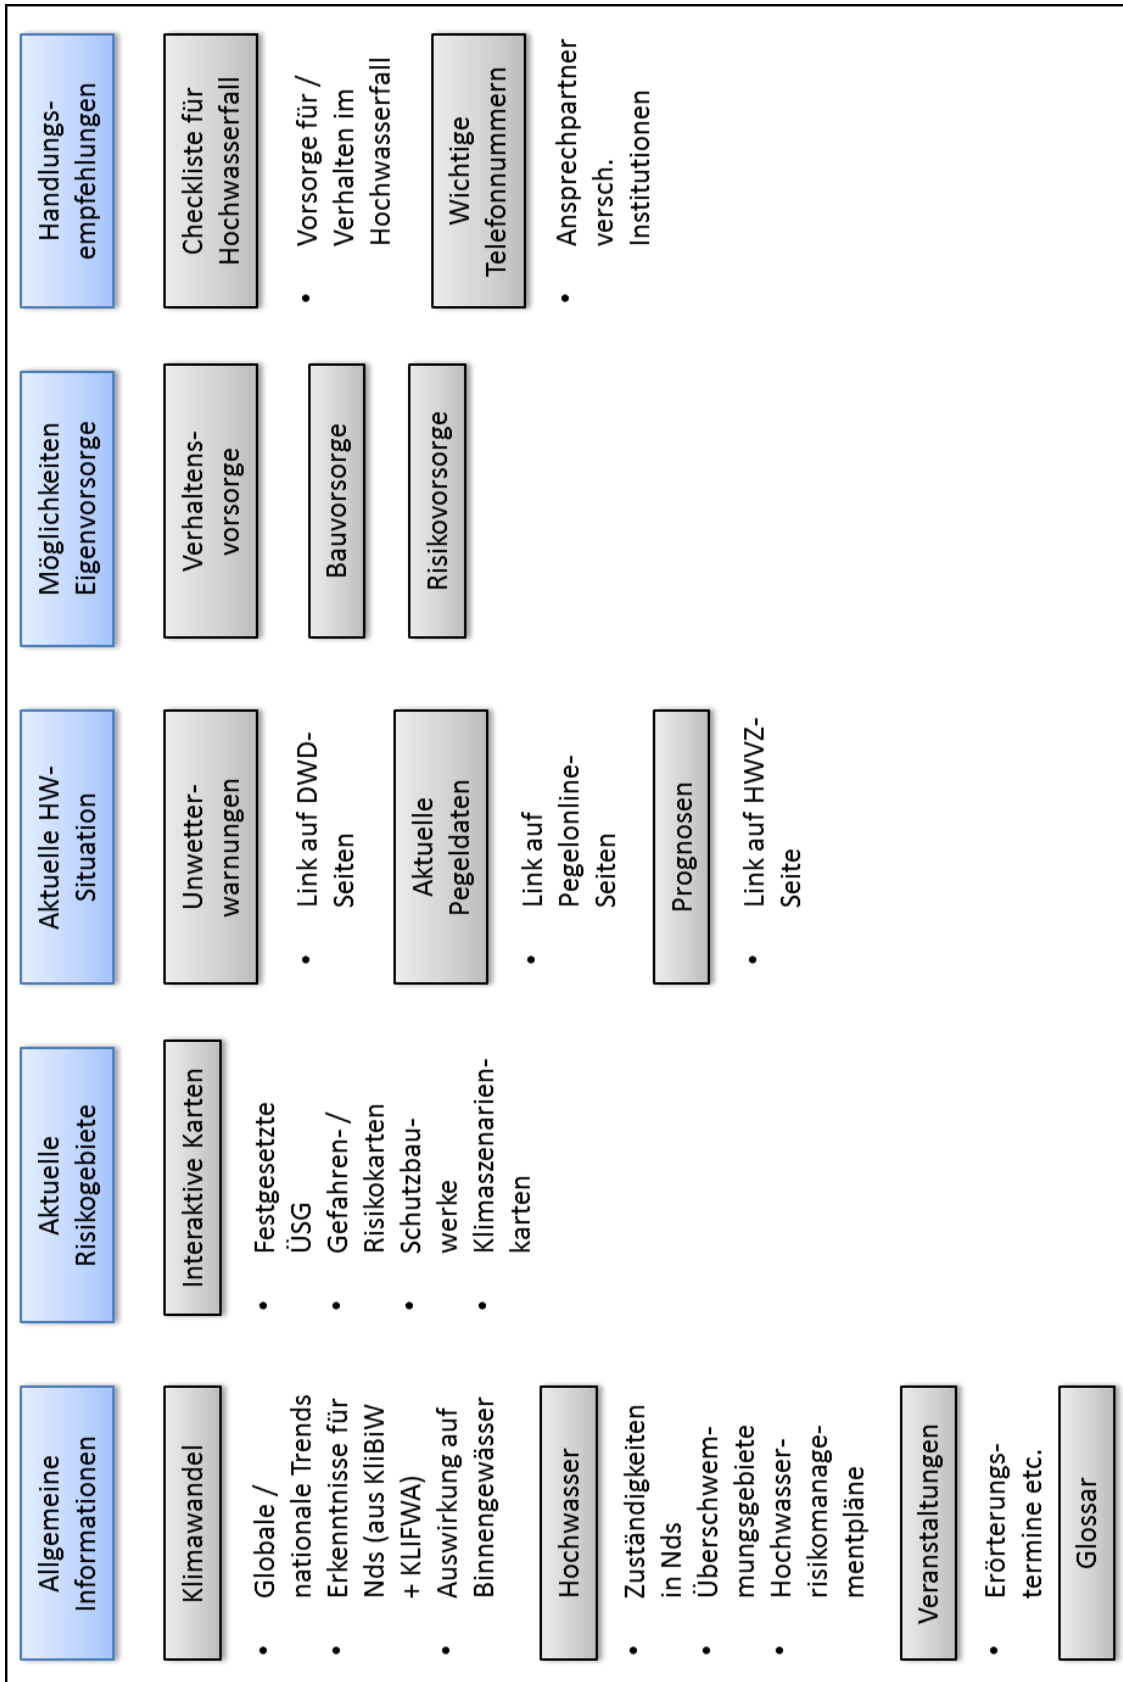 Allgemeine
Informationen
Klimawandel
• Globale /
nationale Trends
• Erkenntnisse für
Nds (aus KliBiW
+ KLIFWA)
• Auswirkung auf
Binnengewässer
Hochwasser
• Zuständigkeiten
in Nds
• Überschwem-
mungsgebiete
• Hochwasser-
risikomanage-
mentpläne
Veranstaltungen
• Erörterungs-
termine etc.
Glossar
Aktuelle
Risikogebiete
Interaktive Karten
• Festgesetzte
ÜSG
• Gefahren- /
Risikokarten
• Schutzbau-
werke
• Klimaszenarien-
karten
Aktuelle HW-
Situation
Unwetter-
warnungen
• Link auf DWD-
Seiten
Aktuelle
Pegeldaten
• Link auf
Pegelonline-
Seiten
Prognosen
• Link auf HWVZ-
Seite
Möglichkeiten
Eigenvorsorge
Verhaltens-
vorsorge
Bauvorsorge
Risikovorsorge
Handlungs-
empfehlungen
Checkliste für
Hochwasserfall
• Vorsorge für /
Verhalten im
Hochwasserfall
Wichtige
Telefonnummern
• Ansprechpartner
versch.
Institutionen